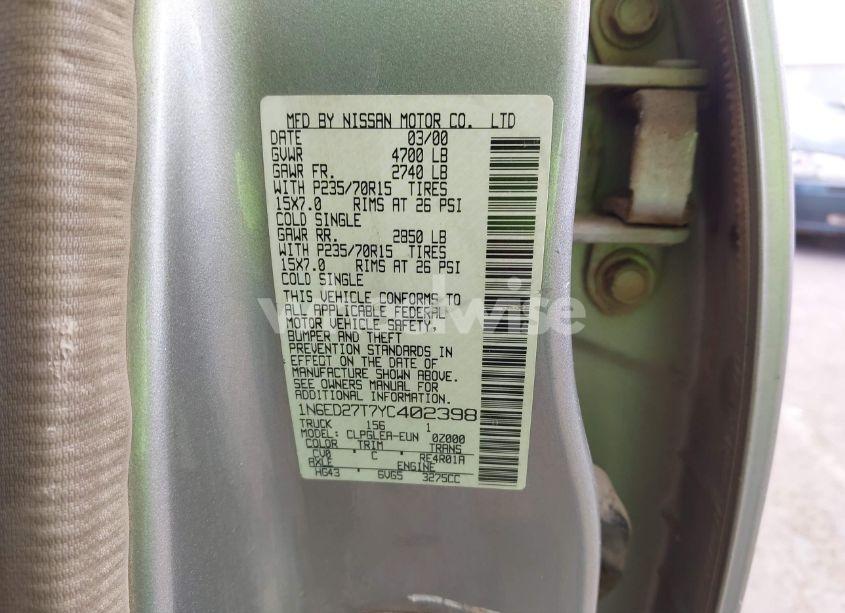 MFD BY NISSAN MOTOR CO. LTD
DATE 03/00
GVWR 4700 LB
GAWR FR. 2740 LB
WITH P235/70R15 TIRES
15X7.0 RIMS AT 26 PSI
COLD SINGLE
GAWR RR. 2850 LB
WITH P235/70R15 TIRES
15X7.0 RIMS AT 26 PSI
COLD SINGLE
THIS VEHICLE CONFORMS TO
ALL APPLICABLE FEDERAL
MOTOR VEHICLE SAFETY,
BUMPER AND THEFT
PREVENTION STANDARDS IN
EFFECT ON THE DATE OF
MANUFACTURE SHOWN ABOVE.
SEE OWNERS MANUAL FOR
ADDITIONAL INFORMATION.
1N6ED27T7YC402398
TRUCK 156 1
MODEL: CLPGLEA-EUN 0Z000
COLOR TRIM TRANS
CV0 C RE4R01A
AXLE ENGINE
HG43 6VG5 3275CC